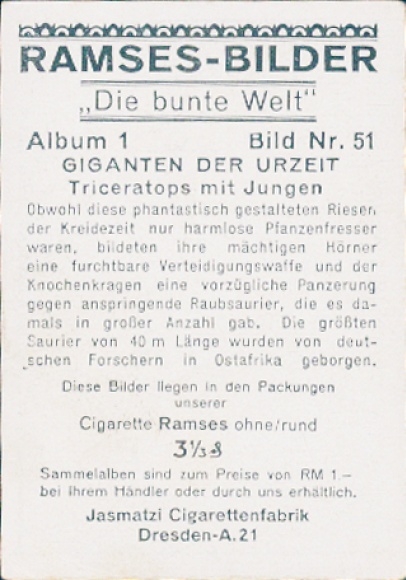 RAMSES-BILDER
„Die bunte Welt"
Album 1 Bild Nr. 51
GIGANTEN DER URZEIT
Triceratops mit Jungen
Obwohl diese phantastisch gestalteten Riesen
der Kreidezeit nur harmlose Pfanzenfresser
waren, bildeten ihre mächtigen Hörner
eine furchtbare Verteidigungswaffe und der
Knochenkragen eine vorzügliche Panzerung
gegen anspringende Raubsaurier, die es da-
mals in großer Anzahl gab. Die größten
Saurier von 40 m Länge wurden von deut-
schen Forschern in Ostafrika geborgen.
Diese Bilder liegen in den Packungen
unserer
Cigarette Ramses ohne/rund
3⅓ ₰
Sammelalben sind zum Preise von RM 1.–
bei Ihrem Händler oder durch uns erhältlich.
Jasmatzi Cigarettenfabrik
Dresden-A. 21